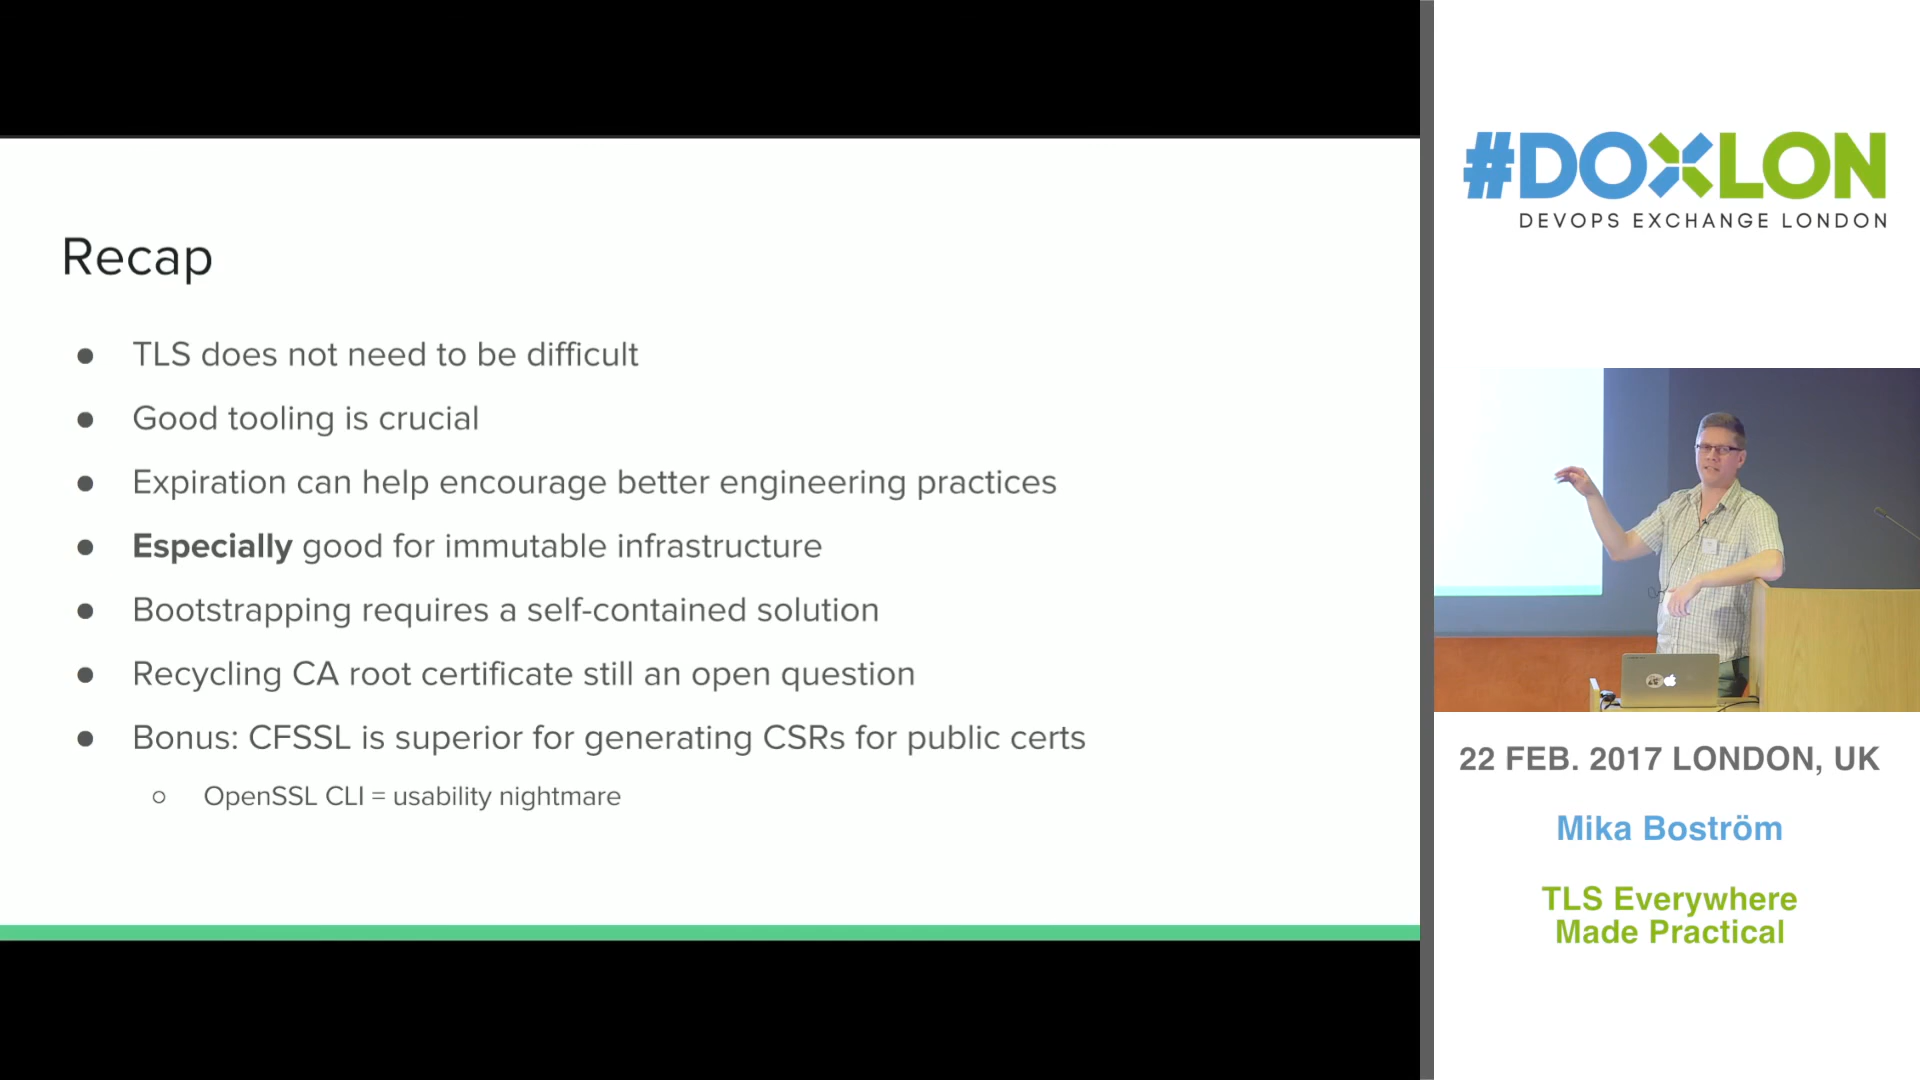 Recap
● TLS does not need to be difficult
● Good tooling is crucial
● Expiration can help encourage better engineering practices
● Especially good for immutable infrastructure
● Bootstrapping requires a self-contained solution
● Recycling CA root certificate still an open question
● Bonus: CFSSL is superior for generating CSRs for public certs
○ OpenSSL CLI = usability nightmare
#DOXLON
DEVOPS EXCHANGE LONDON
22 FEB. 2017 LONDON, UK
Mika Boström
TLS Everywhere
Made Practical